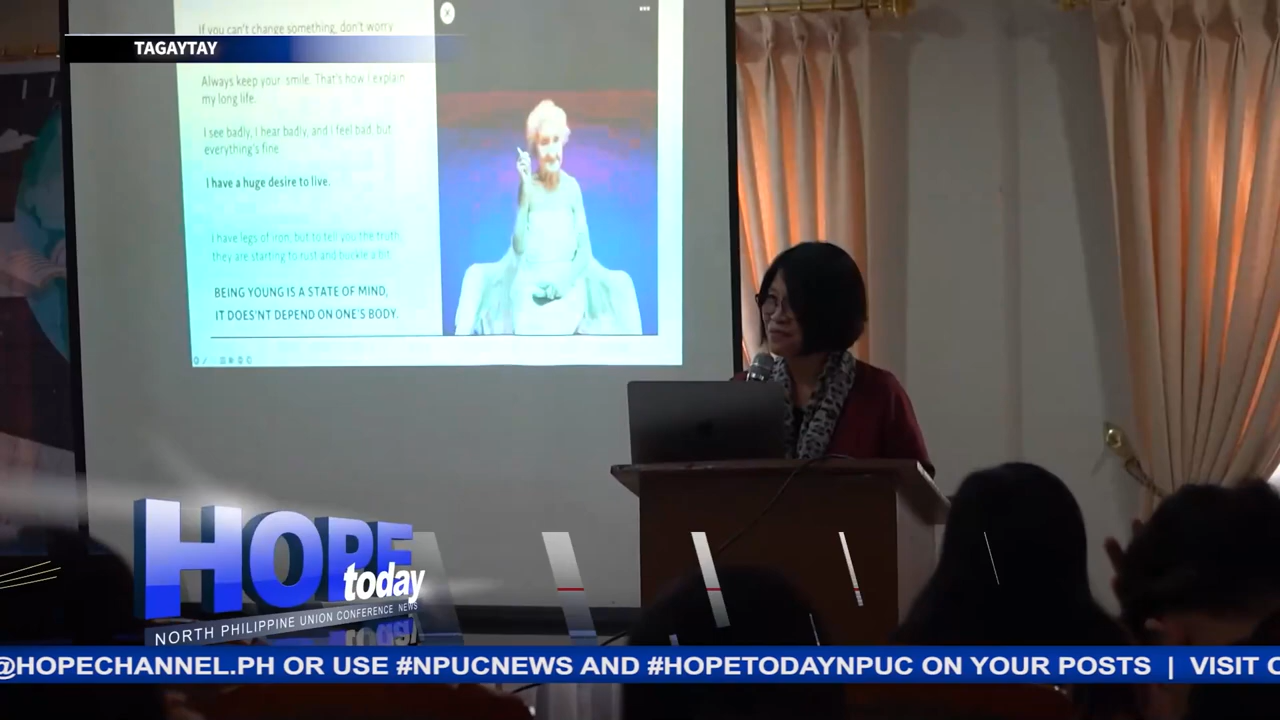 If you can't change something, don't worry
TAGAYTAY
Always keep your smile. That's how I explain
my long life.
I see badly, I hear badly, and I feel bad, but
everything's fine.
I have a huge desire to live.
I have legs of iron, but to tell you the truth,
they are starting to rust and buckle a bit.
BEING YOUNG IS A STATE OF MIND,
IT DOES'NT DEPEND ON ONE'S BODY.
HOPE
today
NORTH PHILIPPINE UNION CONFERENCE NEWS
@HOPECHANNEL.PH OR USE #NPUCNEWS AND #HOPETODAYNPUC ON YOUR POSTS | VISIT